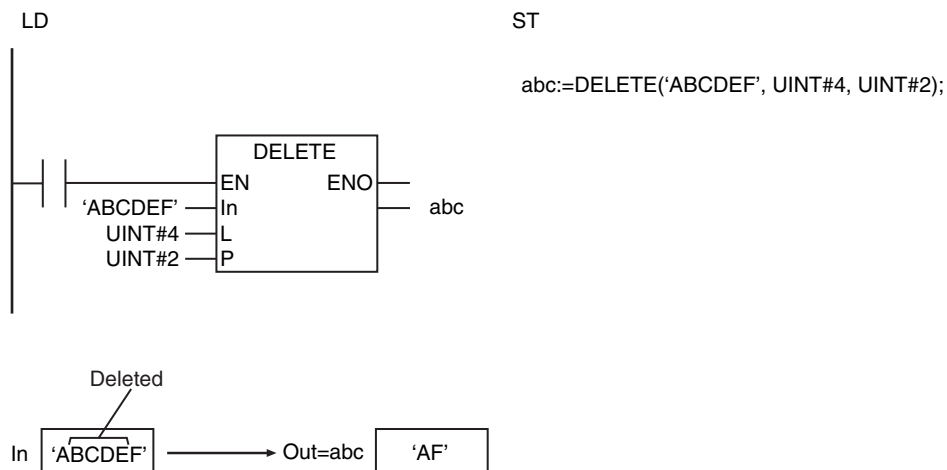 LD
ST
abc:=DELETE(‘ABCDEF’, UINT#4, UINT#2);
DELETE
EN ENO
‘ABCDEF’ In abc
UINT#4 L
UINT#2 P
Deleted
In ‘ABCDEF’ Out=abc ‘AF’